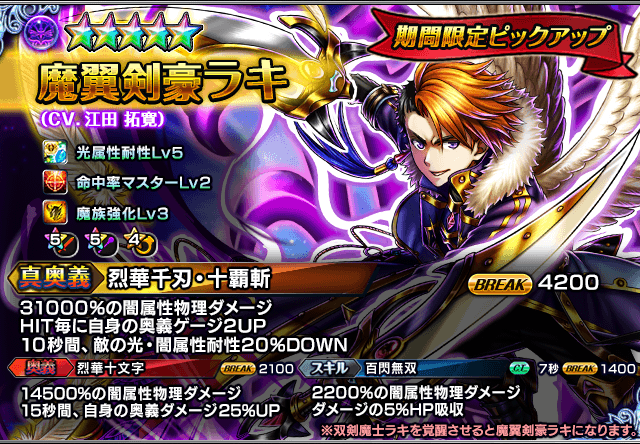 期間限定ピックアップ
魔翼剣豪ラキ
(CV. 江田 拓寛)
光属性耐性Lv5
命中率マスターLv2
魔族強化Lv3
5 5 4
真奥義 烈華千刃・十覇斬 BREAK 4200
31000%の闇属性物理ダメージ
HIT毎に自身の奥義ゲージ2UP
10秒間、敵の光・闇属性耐性20%DOWN
奥義 烈華十文字 BREAK 2100
14500%の闇属性物理ダメージ
15秒間、自身の奥義ダメージ25%UP
スキル 百閃無双 CT 7秒 BREAK 1400
2200%の闇属性物理ダメージ
ダメージの5%HP吸収
※双剣魔士ラキを覚醒させると魔翼剣豪ラキになります。